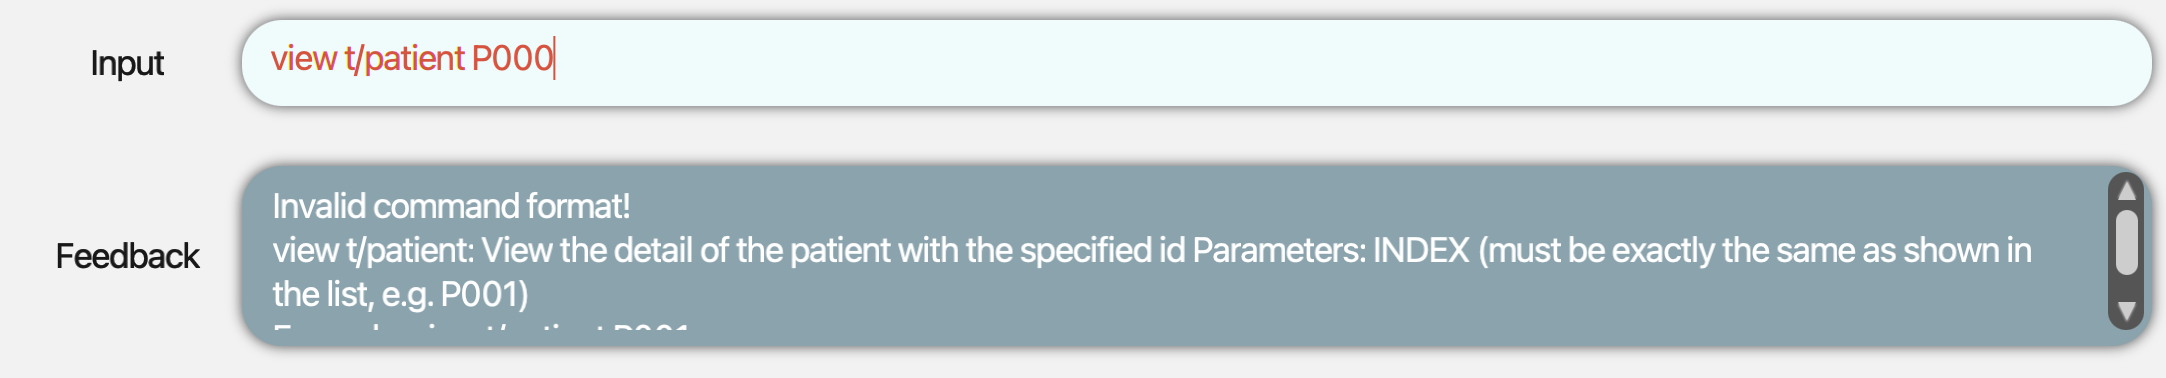 Input
view t/patient P000
Feedback
Invalid command format!
view t/patient: View the detail of the patient with the specified id Parameters: INDEX (must be exactly the same as shown in
the list, e.g. P001)